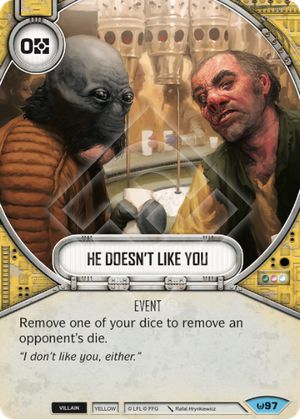 0
HE DOESN'T LIKE YOU
EVENT
Remove one of your dice to remove an
opponent's die.
"I don't like you, either."
VILLAIN YELLOW © LFL © FFG Rafał Hrynkiewicz 97